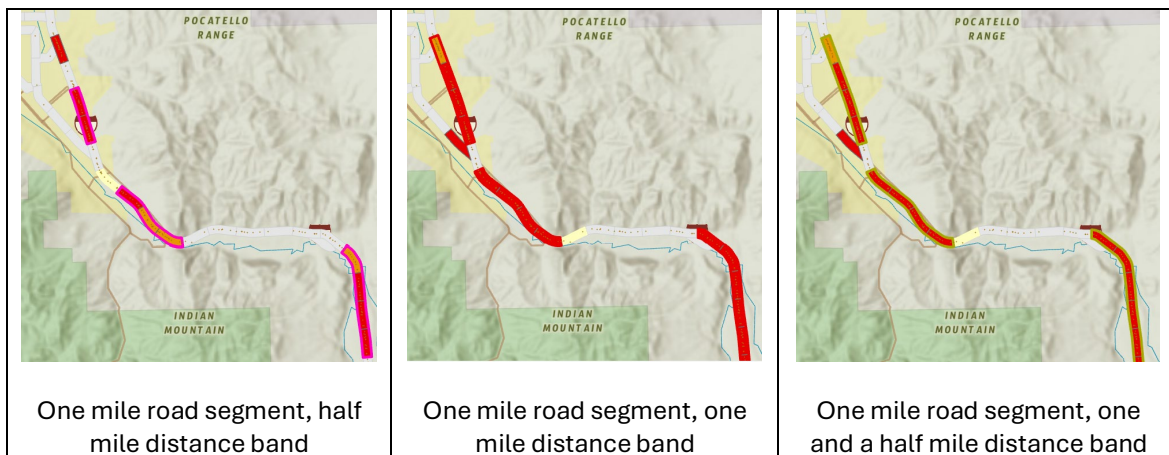 POCATELLO
RANGE
INDIAN
MOUNTAIN
One mile road segment, half
mile distance band
POCATELLO
RANGE
INDIAN
MOUNTAIN
One mile road segment, one
mile distance band
POCATELLO
RANGE
INDIAN
MOUNTAIN
One mile road segment, one
and a half mile distance band